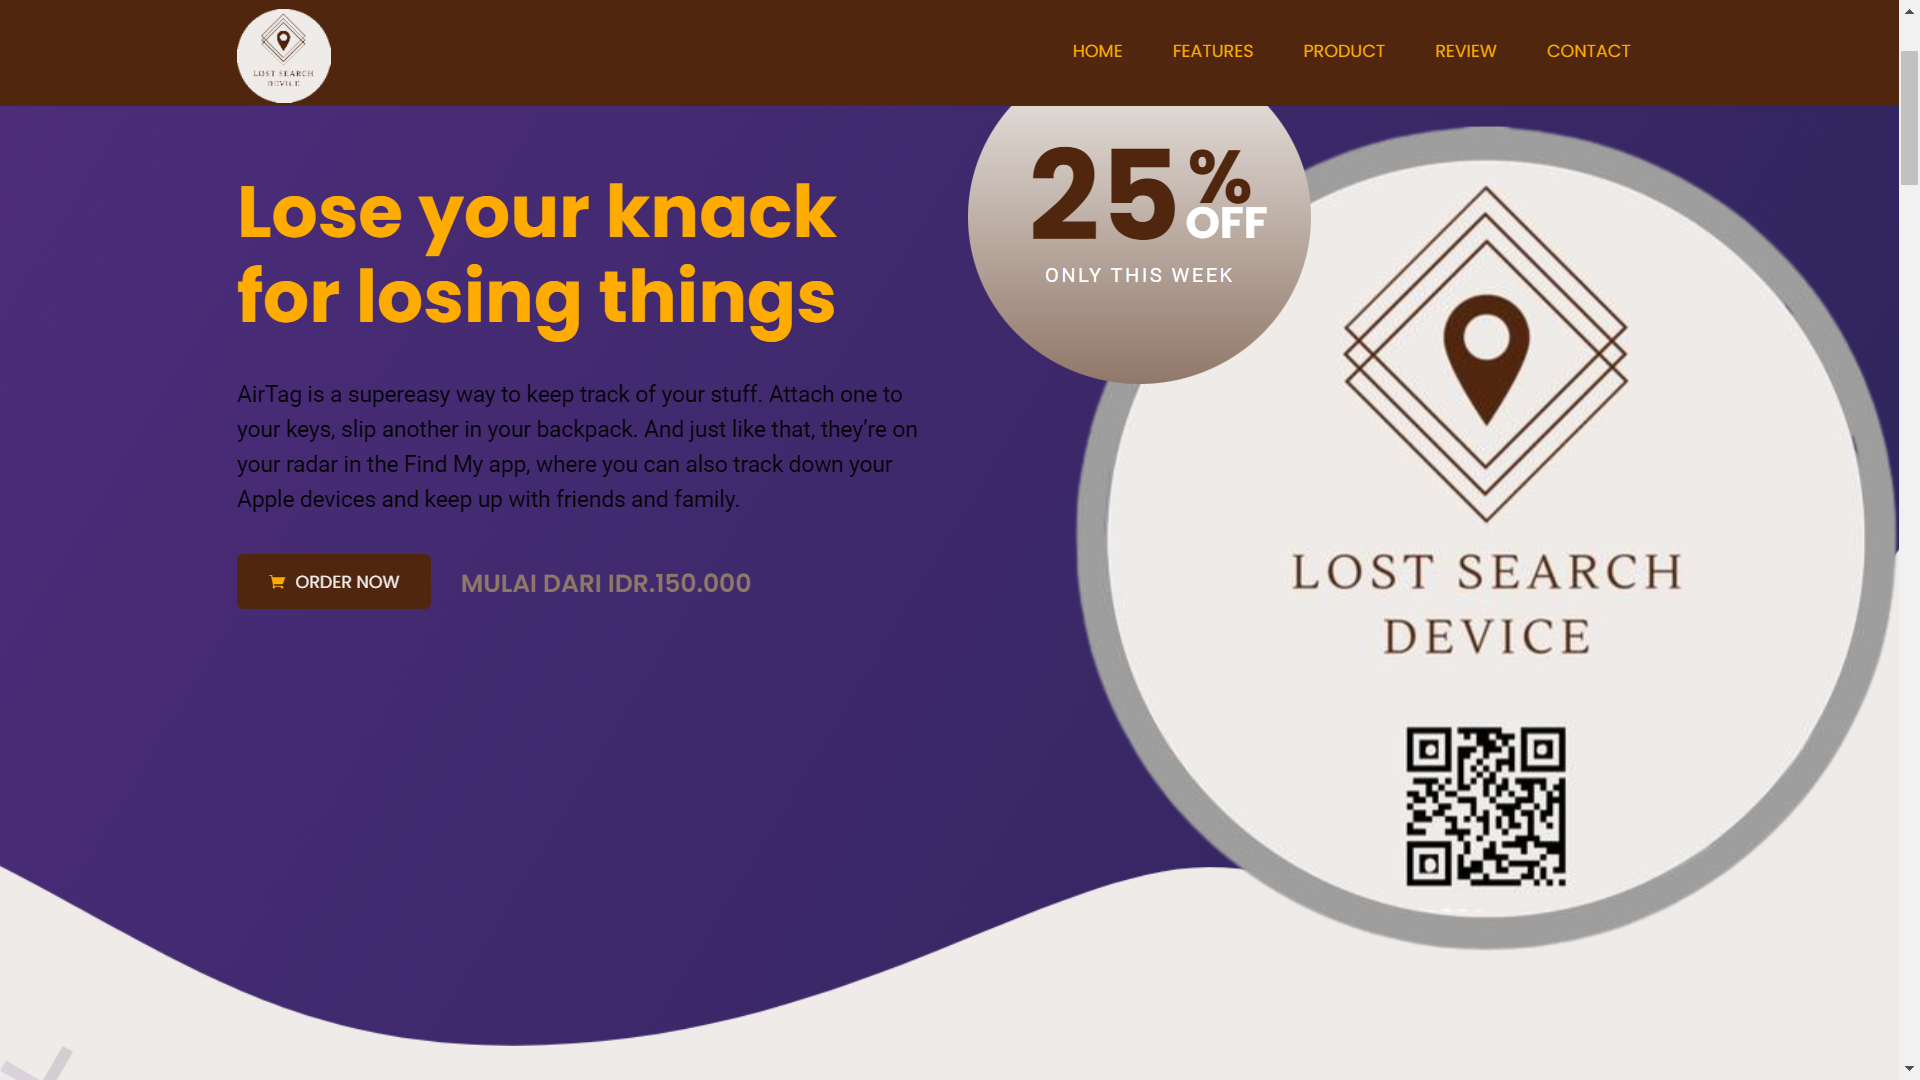 LOST SEARCH
DEVICE
HOME
FEATURES
PRODUCT
REVIEW
CONTACT
Lose your knack
for losing things
AirTag is a supereasy way to keep track of your stuff. Attach one to
your keys, slip another in your backpack. And just like that, they’re on
your radar in the Find My app, where you can also track down your
Apple devices and keep up with friends and family.
ORDER NOW
MULAI DARI IDR.150.000
25%
OFF
ONLY THIS WEEK
LOST SEARCH
DEVICE